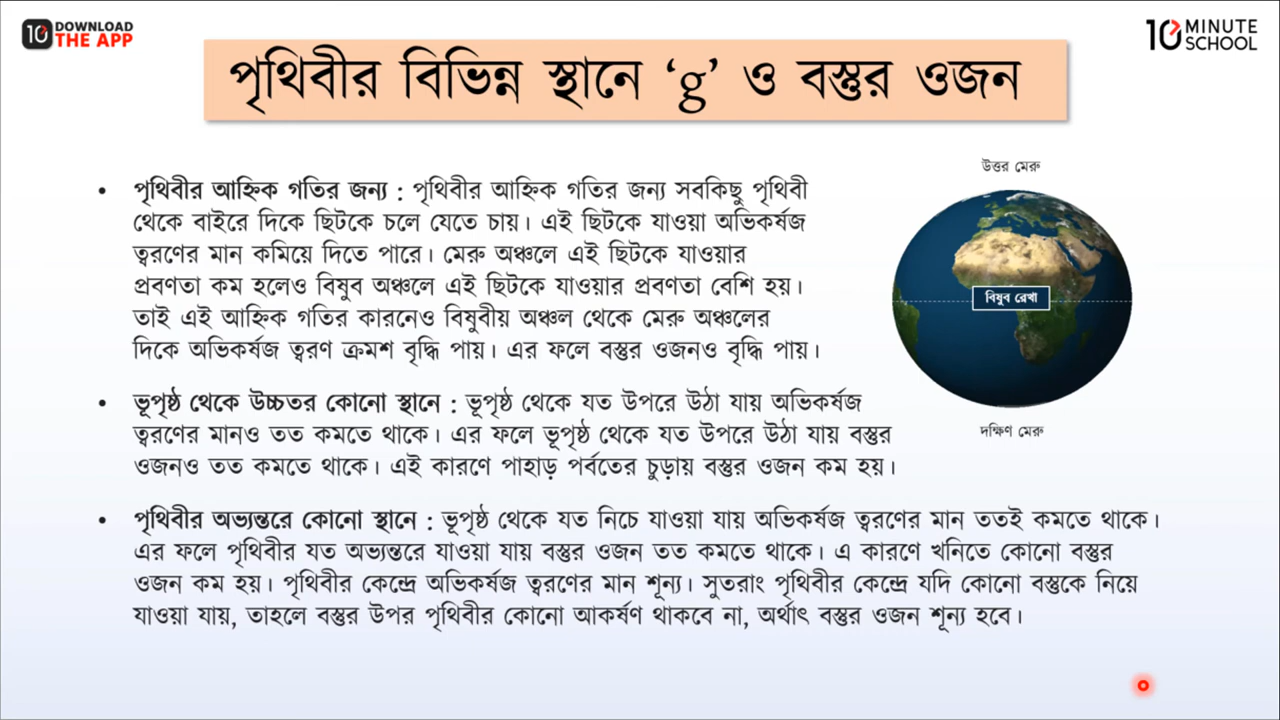 10 DOWNLOAD
THE APP
10 MINUTE
SCHOOL
পৃথিবীর বিভিন্ন স্থানে ‘g’ ও বস্তুর ওজন
উত্তর মেরু
• পৃথিবীর আহ্নিক গতির জন্য : পৃথিবীর আহ্নিক গতির জন্য সবকিছু পৃথিবী
থেকে বাইরে দিকে ছিটকে চলে যেতে চায়। এই ছিটকে যাওয়া অভিকর্ষজ
ত্বরণের মান কমিয়ে দিতে পারে। মেরু অঞ্চলে এই ছিটকে যাওয়ার
প্রবণতা কম হলেও বিষুব অঞ্চলে এই ছিটকে যাওয়ার প্রবণতা বেশি হয়।
তাই এই আহ্নিক গতির কারনেও বিষুবীয় অঞ্চল থেকে মেরু অঞ্চলের
দিকে অভিকর্ষজ ত্বরণ ক্রমশ বৃদ্ধি পায়। এর ফলে বস্তুর ওজনও বৃদ্ধি পায়।
বিষুব রেখা
দক্ষিণ মেরু
• ভূপৃষ্ঠ থেকে উচ্চতর কোনো স্থানে : ভূপৃষ্ঠ থেকে যত উপরে উঠা যায় অভিকর্ষজ
ত্বরণের মানও তত কমতে থাকে। এর ফলে ভূপৃষ্ঠ থেকে যত উপরে উঠা যায় বস্তুর
ওজনও তত কমতে থাকে। এই কারণে পাহাড় পর্বতের চুড়ায় বস্তুর ওজন কম হয়।
• পৃথিবীর অভ্যন্তরে কোনো স্থানে : ভূপৃষ্ঠ থেকে যত নিচে যাওয়া যায় অভিকর্ষজ ত্বরণের মান ততই কমতে থাকে।
এর ফলে পৃথিবীর যত অভ্যন্তরে যাওয়া যায় বস্তুর ওজন তত কমতে থাকে। এ কারণে খনিতে কোনো বস্তুর
ওজন কম হয়। পৃথিবীর কেন্দ্রে অভিকর্ষজ ত্বরণের মান শূন্য। সুতরাং পৃথিবীর কেন্দ্রে যদি কোনো বস্তুকে নিয়ে
যাওয়া যায়, তাহলে বস্তুর উপর পৃথিবীর কোনো আকর্ষণ থাকবে না, অর্থাৎ বস্তুর ওজন শূন্য হবে।